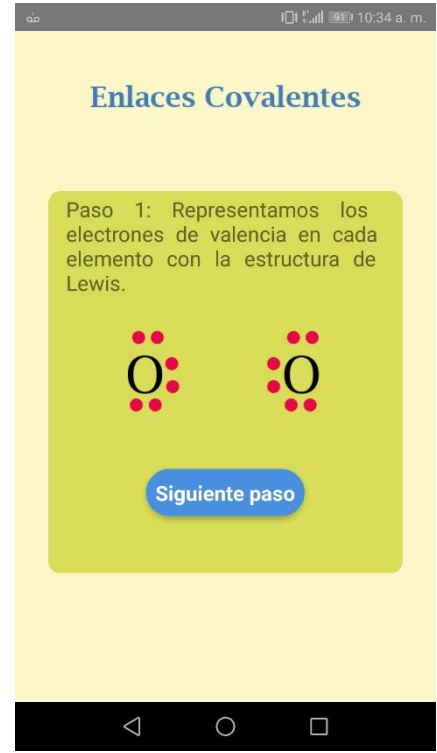 91 10:34 a. m.
Enlaces Covalentes
Paso 1: Representamos los
electrones de valencia en cada
elemento con la estructura de
Lewis.
O O
Siguiente paso